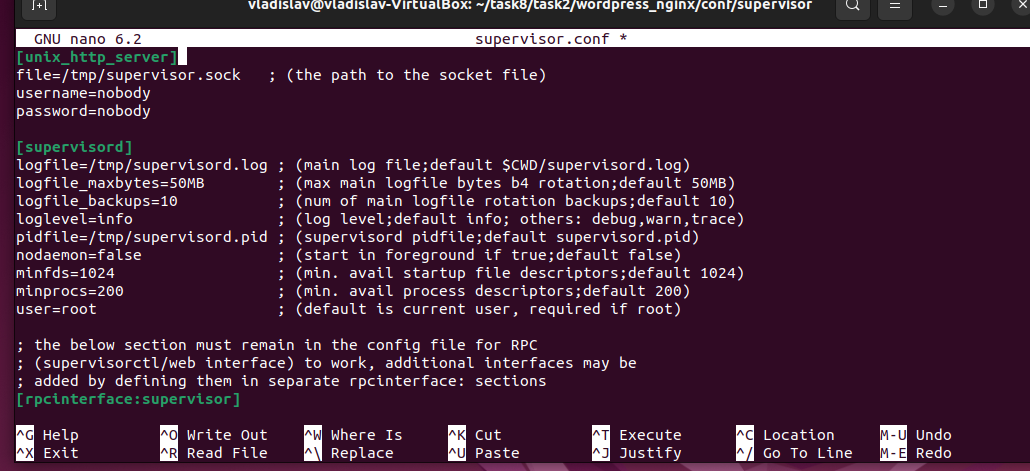 vladislav@vladislav-VirtualBox: ~/task8/task2/wordpress_nginx/conf/supervisor
GNU nano 6.2 supervisor.conf *
[unix_http_server]
file=/tmp/supervisor.sock   ; (the path to the socket file)
username=nobody
password=nobody
[supervisord]
logfile=/tmp/supervisord.log ; (main log file;default $CWD/supervisord.log)
logfile_maxbytes=50MB        ; (max main logfile bytes b4 rotation;default 50MB)
logfile_backups=10           ; (num of main logfile rotation backups;default 10)
loglevel=info                ; (log level;default info; others: debug,warn,trace)
pidfile=/tmp/supervisord.pid ; (supervisord pidfile;default supervisord.pid)
nodaemon=false               ; (start in foreground if true;default false)
minfds=1024                  ; (min. avail startup file descriptors;default 1024)
minprocs=200                 ; (min. avail process descriptors;default 200)
user=root                    ; (default is current user, required if root)
; the below section must remain in the config file for RPC
; (supervisorctl/web interface) to work, additional interfaces may be
; added by defining them in separate rpcinterface: sections
[rpcinterface:supervisor]
^G Help ^O Write Out ^W Where Is ^K Cut ^T Execute ^C Location M-U Undo
^X Exit ^R Read File ^\ Replace ^U Paste ^J Justify ^/ Go To Line M-E Redo